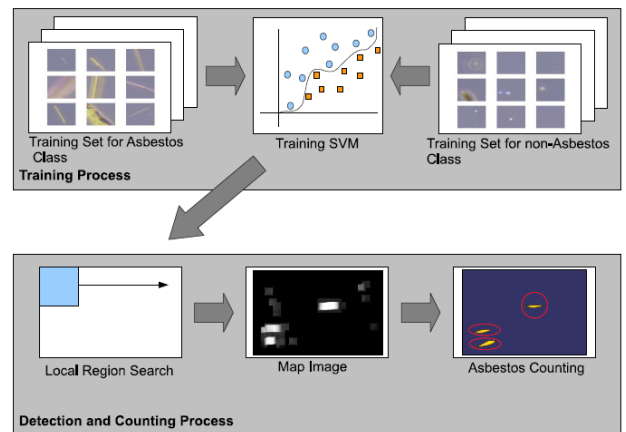 Training Set for Asbestos
Class
Training SVM
Training Set for non-Asbestos
Class
Training Process
Local Region Search
Map Image
Asbestos Counting
Detection and Counting Process